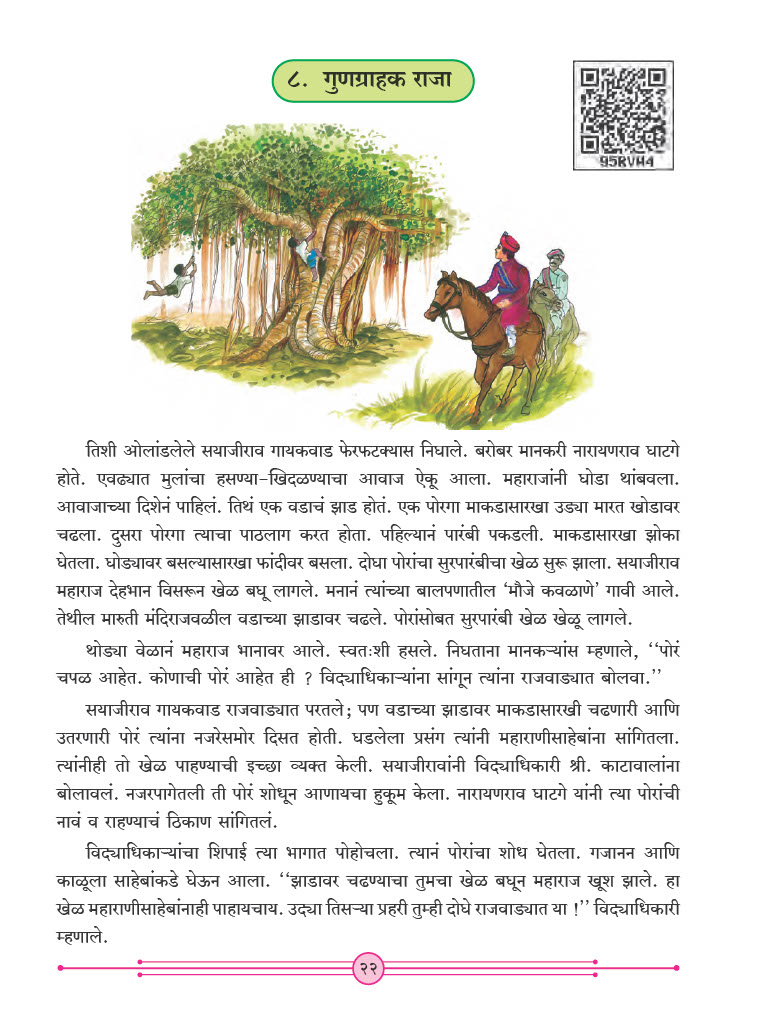 ८. गुणग्राहक राजा
95RVH4
तिशी ओलांडलेले सयाजीराव गायकवाड फेरफटक्यास निघाले. बरोबर मानकरी नारायणराव घाटगे
होते. एवढ्यात मुलांचा हसण्या-खिदळण्याचा आवाज ऐकू आला. महाराजांनी घोडा थांबवला.
आवाजाच्या दिशेनं पाहिलं. तिथं एक वडाचं झाड होतं. एक पोरगा माकडासारखा उड्या मारत खोडावर
चढला. दुसरा पोरगा त्याचा पाठलाग करत होता. पहिल्यानं पारंबी पकडली. माकडासारखा झोका
घेतला. घोड्यावर बसल्यासारखा फांदीवर बसला. दोघा पोरांचा सुरपारंबीचा खेळ सुरू झाला. सयाजीराव
महाराज देहभान विसरून खेळ बघू लागले. मनानं त्यांच्या बालपणातील ‘मौजे कवळाणे’ गावी आले.
तेथील मारुती मंदिराजवळील वडाच्या झाडावर चढले. पोरांसोबत सुरपारंबी खेळ खेळू लागले.
थोड्या वेळानं महाराज भानावर आले. स्वतःशी हसले. निघताना मानकऱ्यांस म्हणाले, ‘‘पोरं
चपळ आहेत. कोणाची पोरं आहेत ही ? विद्याधिकाऱ्यांना सांगून त्यांना राजवाड्यात बोलवा.’’
सयाजीराव गायकवाड राजवाड्यात परतले; पण वडाच्या झाडावर माकडासारखी चढणारी आणि
उतरणारी पोरं त्यांना नजरेसमोर दिसत होती. घडलेला प्रसंग त्यांनी महाराणीसाहेबांना सांगितला.
त्यांनीही तो खेळ पाहण्याची इच्छा व्यक्त केली. सयाजीरावांनी विद्याधिकारी श्री. काटावालांना
बोलावलं. नजरपागेतली ती पोरं शोधून आणायचा हुकूम केला. नारायणराव घाटगे यांनी त्या पोरांची
नावं व राहण्याचं ठिकाण सांगितलं.
विद्याधिकाऱ्यांचा शिपाई त्या भागात पोहोचला. त्यानं पोरांचा शोध घेतला. गजानन आणि
काळूला साहेबांकडे घेऊन आला. ‘‘झाडावर चढण्याचा तुमचा खेळ बघून महाराज खूश झाले. हा
खेळ महाराणीसाहेबांनाही पाहायचाय. उद्या तिसऱ्या प्रहरी तुम्ही दोघे राजवाड्यात या !’’ विद्याधिकारी
म्हणाले.
२२